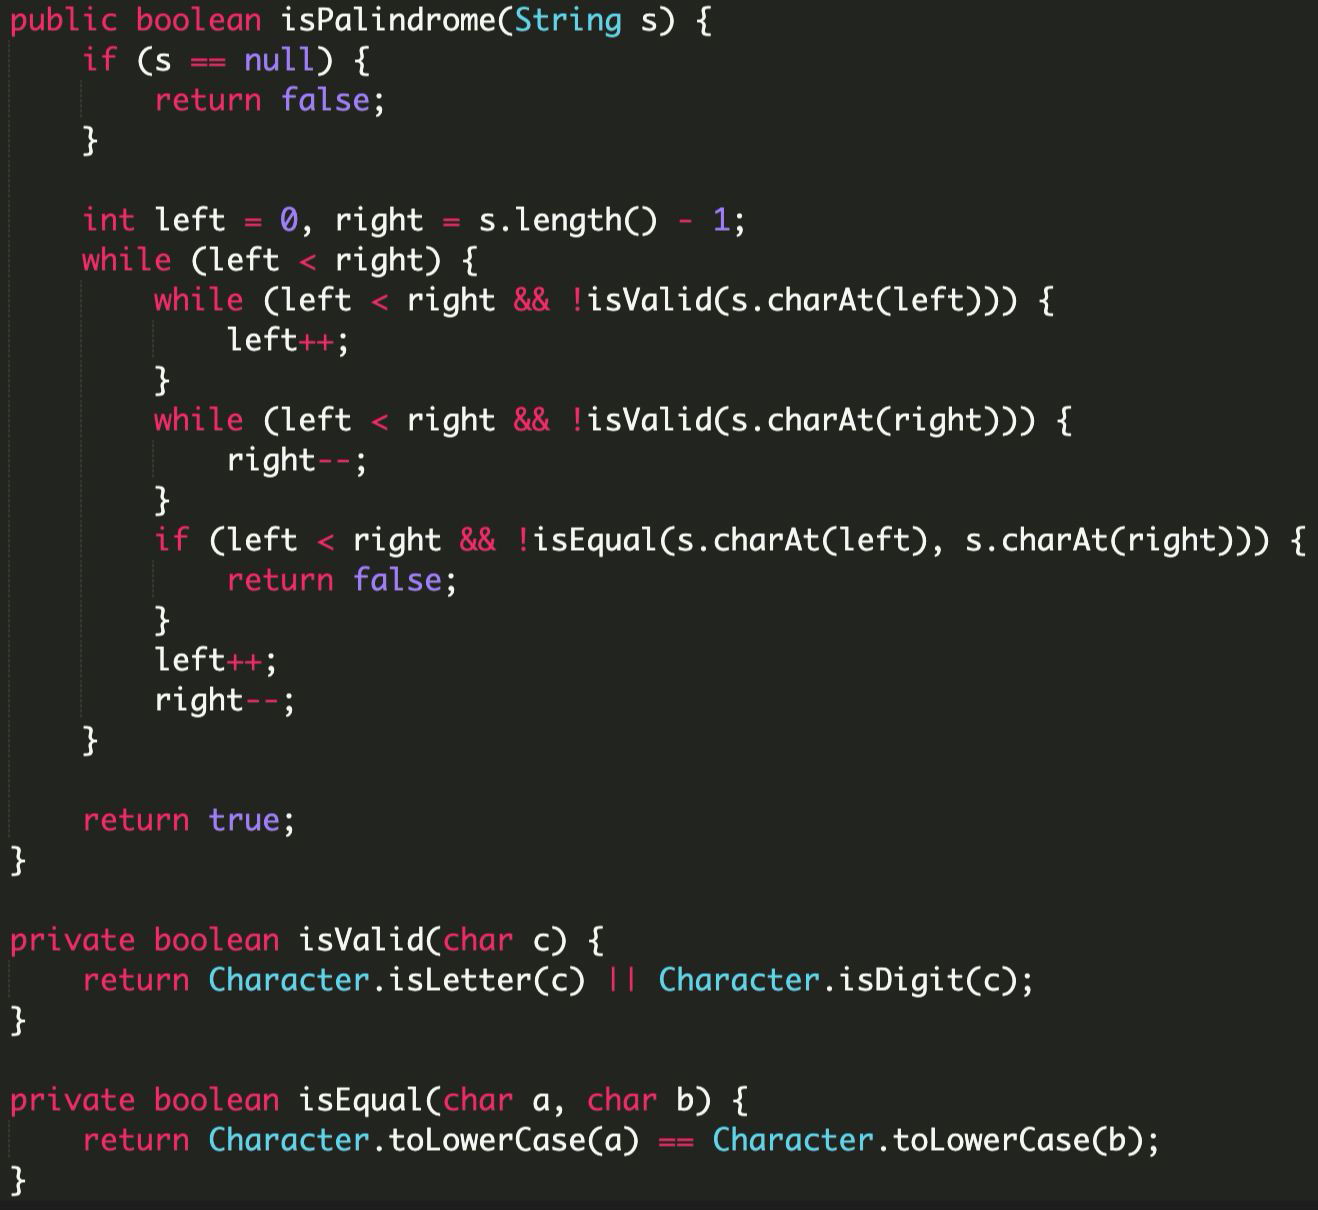 public boolean isPalindrome(String s) {
    if (s == null) {
        return false;
    }

    int left = 0, right = s.length() - 1;
    while (left < right) {
        while (left < right && !isValid(s.charAt(left))) {
            left++;
        }
        while (left < right && !isValid(s.charAt(right))) {
            right--;
        }
        if (left < right && !isEqual(s.charAt(left), s.charAt(right))) {
            return false;
        }
        left++;
        right--;
    }

    return true;
}

private boolean isValid(char c) {
    return Character.isLetter(c) || Character.isDigit(c);
}

private boolean isEqual(char a, char b) {
    return Character.toLowerCase(a) == Character.toLowerCase(b);
}